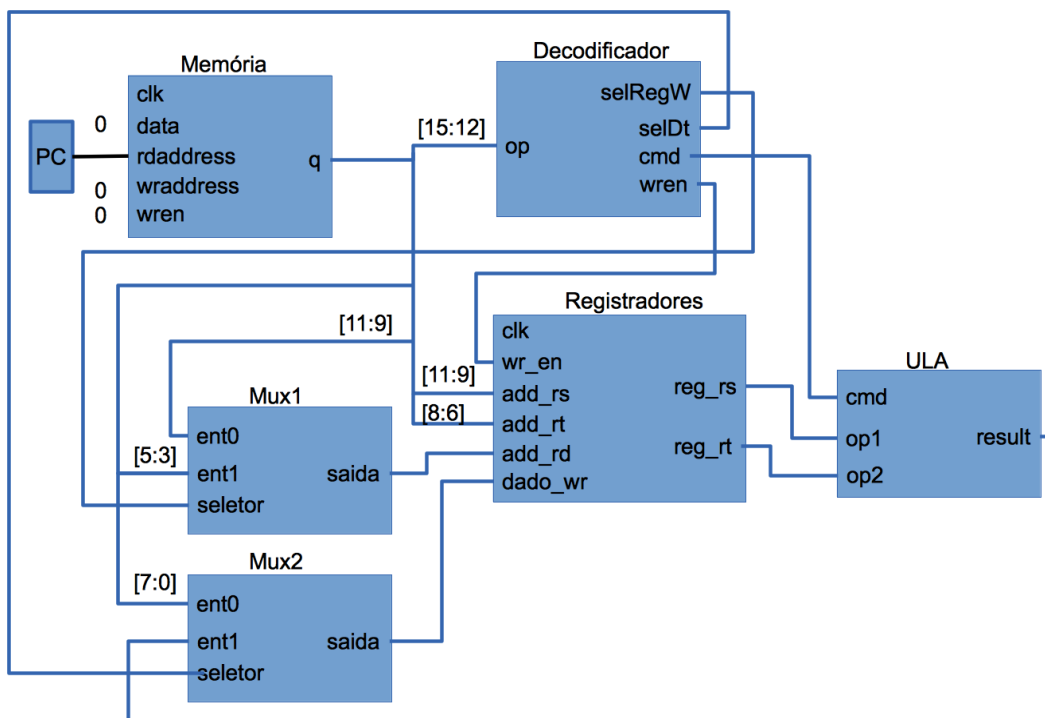 Decodificador
Memória
clk
data
rdaddress
wraddress
wren
q
0
0
0
PC
[15:12]
op
selRegW
selDt
cmd
wren
[11:9]
Registradores
clk
wr_en
add_rs
add_rt
add_rd
dado_wr
reg_rs
reg_rt
[11:9]
[8:6]
ULA
cmd
op1
op2
result
Mux1
ent0
ent1
seletor
saida
[5:3]
Mux2
ent0
ent1
seletor
saida
[7:0]